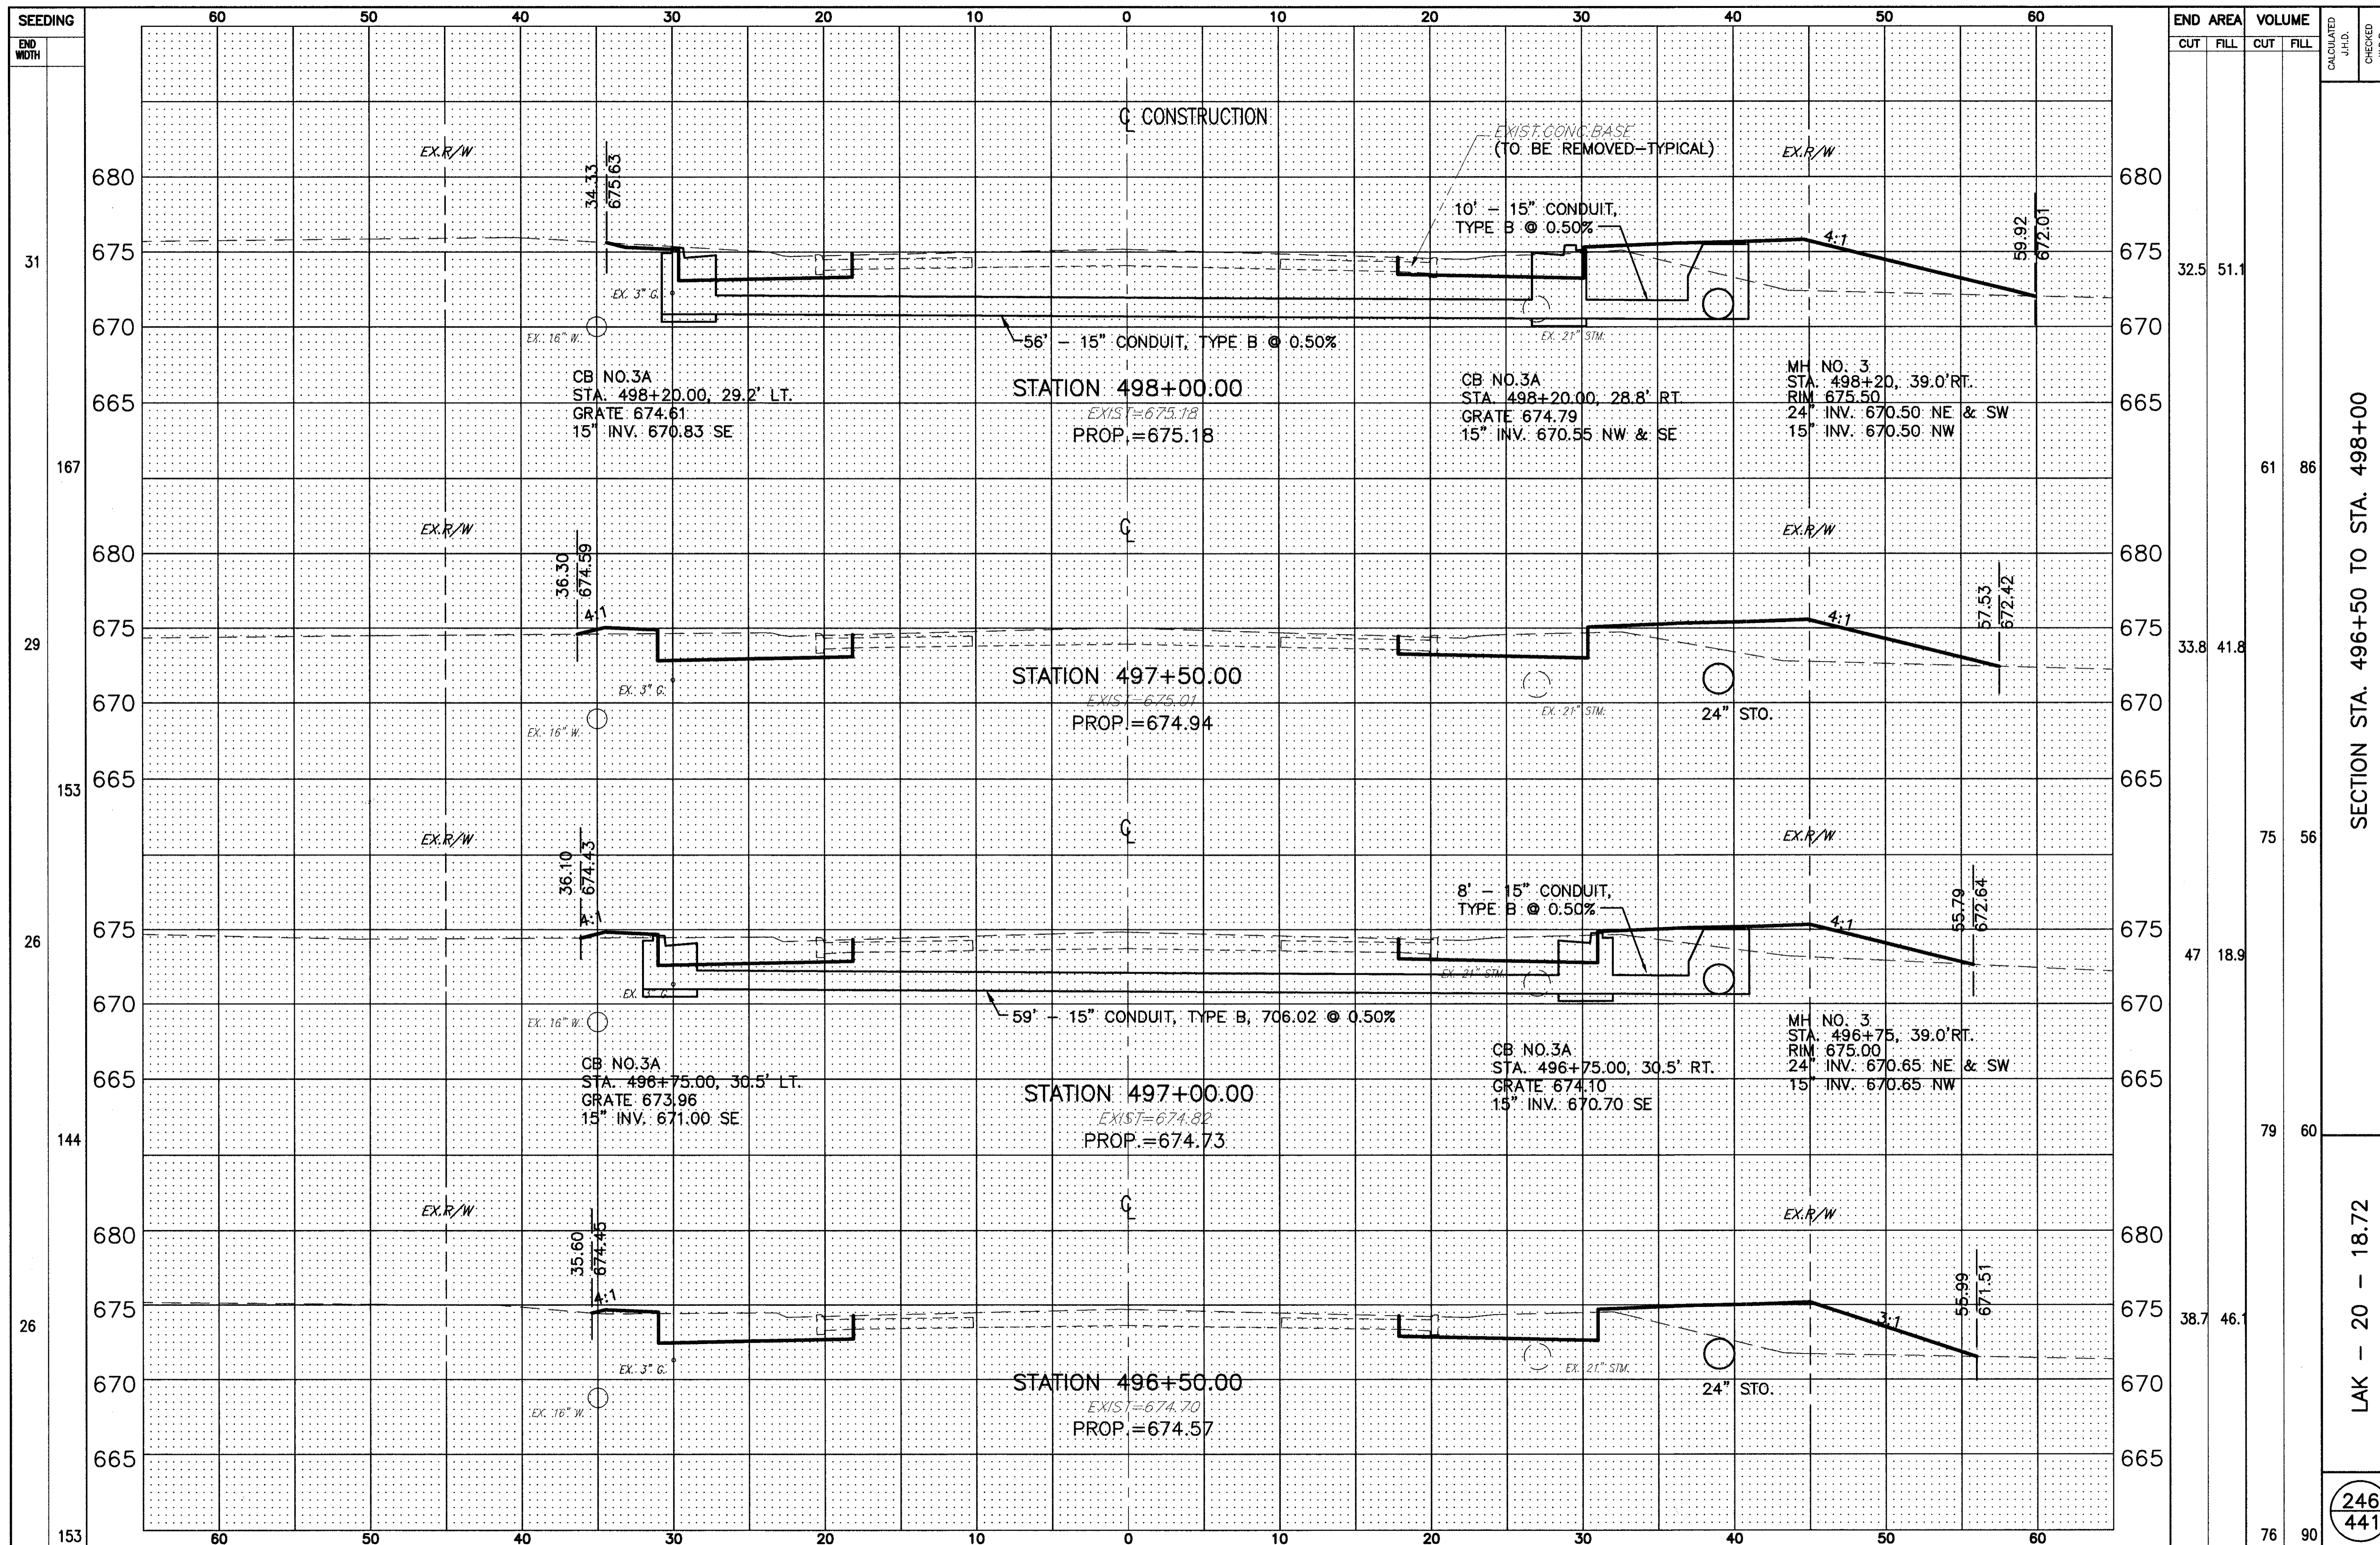 SEEDING
END WIDTH
60 50 40 30 20 10 0 10 20 30 40 50 60
END AREA VOLUME
CUT FILL CUT FILL
CALCULATED
J.H.D.
CHECKED
℄ CONSTRUCTION
EX.R/W
34.33
675.63
EXIST.CONC.BASE
(TO BE REMOVED-TYPICAL)
EX.R/W
10' - 15" CONDUIT,
TYPE B @ 0.50%
4:1
59.92
672.01
680 680
675 675
670 670
665 665
31
32.5 51.1
EX. 3" G.
EX. 16" W.
EX. 21" STM.
56' - 15" CONDUIT, TYPE B @ 0.50%
CB NO.3A
STA. 498+20.00, 29.2' LT.
GRATE 674.61
15" INV. 670.83 SE
STATION 498+00.00
EXIST=675.18
PROP.=675.18
CB NO.3A
STA. 498+20.00, 28.8' RT.
GRATE 674.79
15" INV. 670.55 NW & SE
MH NO. 3
STA. 498+20, 39.0'RT.
RIM 675.50
24" INV. 670.50 NE & SW
15" INV. 670.50 NW
167
61 86
EX.R/W
℄
EX.R/W
36.30
674.59
4:1
4:1
57.53
672.42
680 680
675 675
670 670
665 665
29
33.8 41.8
EX. 3" G.
EX. 16" W.
EX. 21" STM.
24" STO.
STATION 497+50.00
EXIST=675.01
PROP.=674.94
153
75 56
EX.R/W
℄
EX.R/W
36.10
674.43
4:1
8' - 15" CONDUIT,
TYPE B @ 0.50%
4:1
55.79
672.64
675 675
670 670
665 665
26
47 18.9
EX. 3" G.
EX. 16" W.
EX. 21" STM.
59' - 15" CONDUIT, TYPE B, 706.02 @ 0.50%
CB NO.3A
STA. 496+75.00, 30.5' LT.
GRATE 673.96
15" INV. 671.00 SE
STATION 497+00.00
EXIST=674.82
PROP.=674.73
CB NO.3A
STA. 496+75.00, 30.5' RT.
GRATE 674.10
15" INV. 670.70 SE
MH NO. 3
STA. 496+75, 39.0'RT.
RIM 675.00
24" INV. 670.65 NE & SW
15" INV. 670.65 NW
144
79 60
EX.R/W
℄
EX.R/W
35.60
674.45
4:1
3:1
55.99
671.51
680 680
675 675
670 670
665 665
26
38.7 46.1
EX. 3" G.
EX. 16" W.
EX. 21" STM.
24" STO.
STATION 496+50.00
EXIST=674.70
PROP.=674.57
153
76 90
60 50 40 30 20 10 0 10 20 30 40 50 60
SECTION STA. 496+50 TO STA. 498+00
LAK - 20 - 18.72
246
441